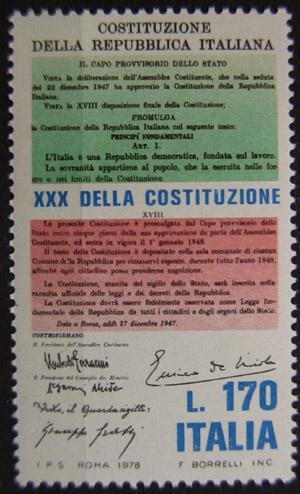 COSTITUZIONE
DELLA REPUBBLICA ITALIANA
IL CAPO PROVVISORIO DELLO STATO
VISTA la deliberazione dell'Assemblea Costituente, che nella seduta
del 22 dicembre 1947 ha approvato la Costituzione della Repubblica
Italiana;
VISTA la XVIII disposizione finale della Costituzione;
PROMULGA
la Costituzione della Repubblica Italiana nel seguente testo:
PRINCIPÎ FONDAMENTALI
ART. 1.
L'Italia è una Repubblica democratica, fondata sul lavoro.
La sovranità appartiene al popolo, che la esercita nelle for-
me e nei limiti della Costituzione.
XXX DELLA COSTITUZIONE
XVIII.
La presente Costituzione è promulgata dal Capo provvisorio dello
Stato entro cinque giorni dalla sua approvazione da parte dell'Assemblea
Costituente, ed entra in vigore il 1° gennaio 1948.
Il testo della Costituzione è depositato nella sala comunale di ciascun
Comune della Repubblica per rimanervi esposto, durante tutto l'anno 1948,
affinchè ogni cittadino possa prenderne cognizione.
La Costituzione, munita del sigillo dello Stato, sarà inserita nella
raccolta ufficiale delle leggi e dei decreti della Repubblica.
La Costituzione dovrà essere fedelmente osservata come Legge fon-
damentale della Repubblica da tutti i cittadini e dagli organi dello Stato.
Data a Roma, addì 27 dicembre 1947.
CONTROFIRMANO:
Il Presidente dell'Assemblea Costituente
Umberto Terracini
Enrico de Nicola
Il Presidente del Consiglio dei Ministri
Visto, il Guardasigilli:
Giuseppe Grassi
L. 170
ITALIA
I.P.S. ROMA 1978
F. BORRELLI INC.